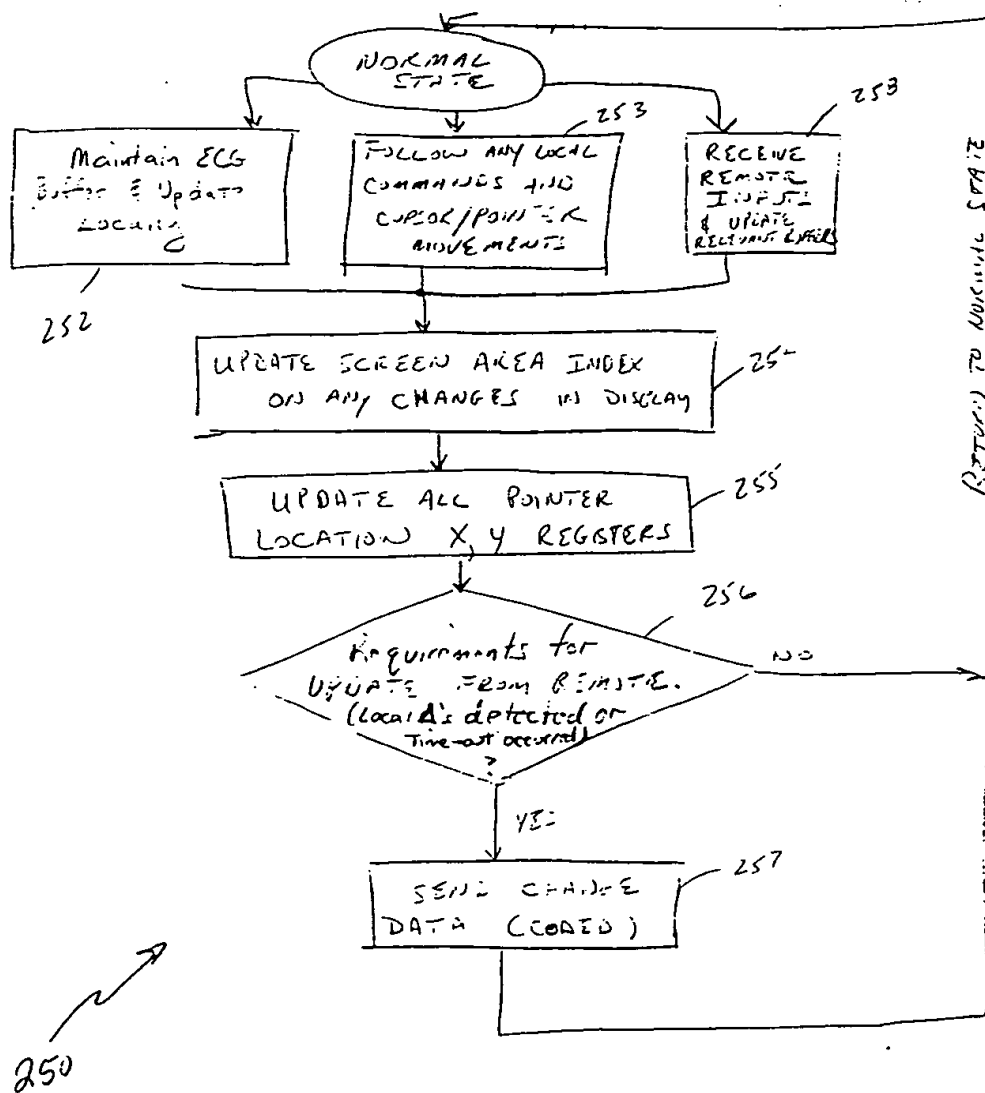 NORMAL
STATE
Maintain ECG
Buffer & Update
Locally
252
253
FOLLOW ANY LOCAL
COMMANDS AND
CURSOR/POINTER
MOVEMENTS
253
RECEIVE
REMOTE
INPUTS
& UPDATE
RELEVANT BUFFERS
UPDATE SCREEN AREA INDEX
ON ANY CHANGES IN DISPLAY
25
UPDATE ALL POINTER
LOCATION X, Y REGISTERS
255
256
Requirements for
UPDATE FROM REMOTE.
(Local Δ's detected or
Time-out occurred)
?
NO
YES
SEND CHANGE
DATA (CODED)
257
250
RETURN TO NORMAL STATE